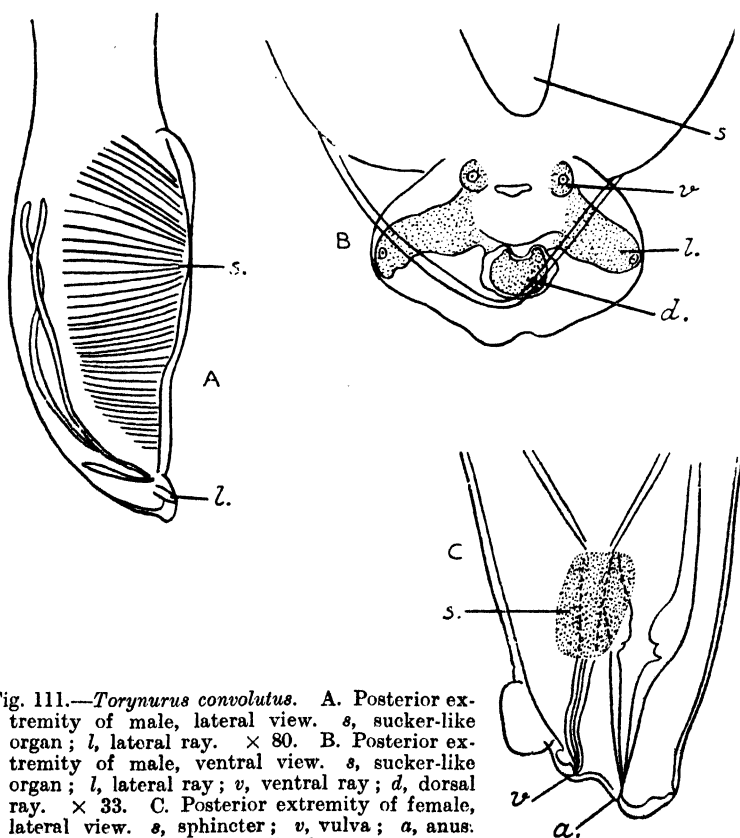 s
v
B
l.
d.
s.
A
l.
C
s.
v
a.
ig. 111.—Torynurus convolutus. A. Posterior ex-
tremity of male, lateral view. s, sucker-like
organ; l, lateral ray. × 80. B. Posterior ex-
tremity of male, ventral view. s, sucker-like
organ; l, lateral ray; v, ventral ray; d, dorsal
ray. × 33. C. Posterior extremity of female,
lateral view. s, sphincter; v, vulva; a, anus.